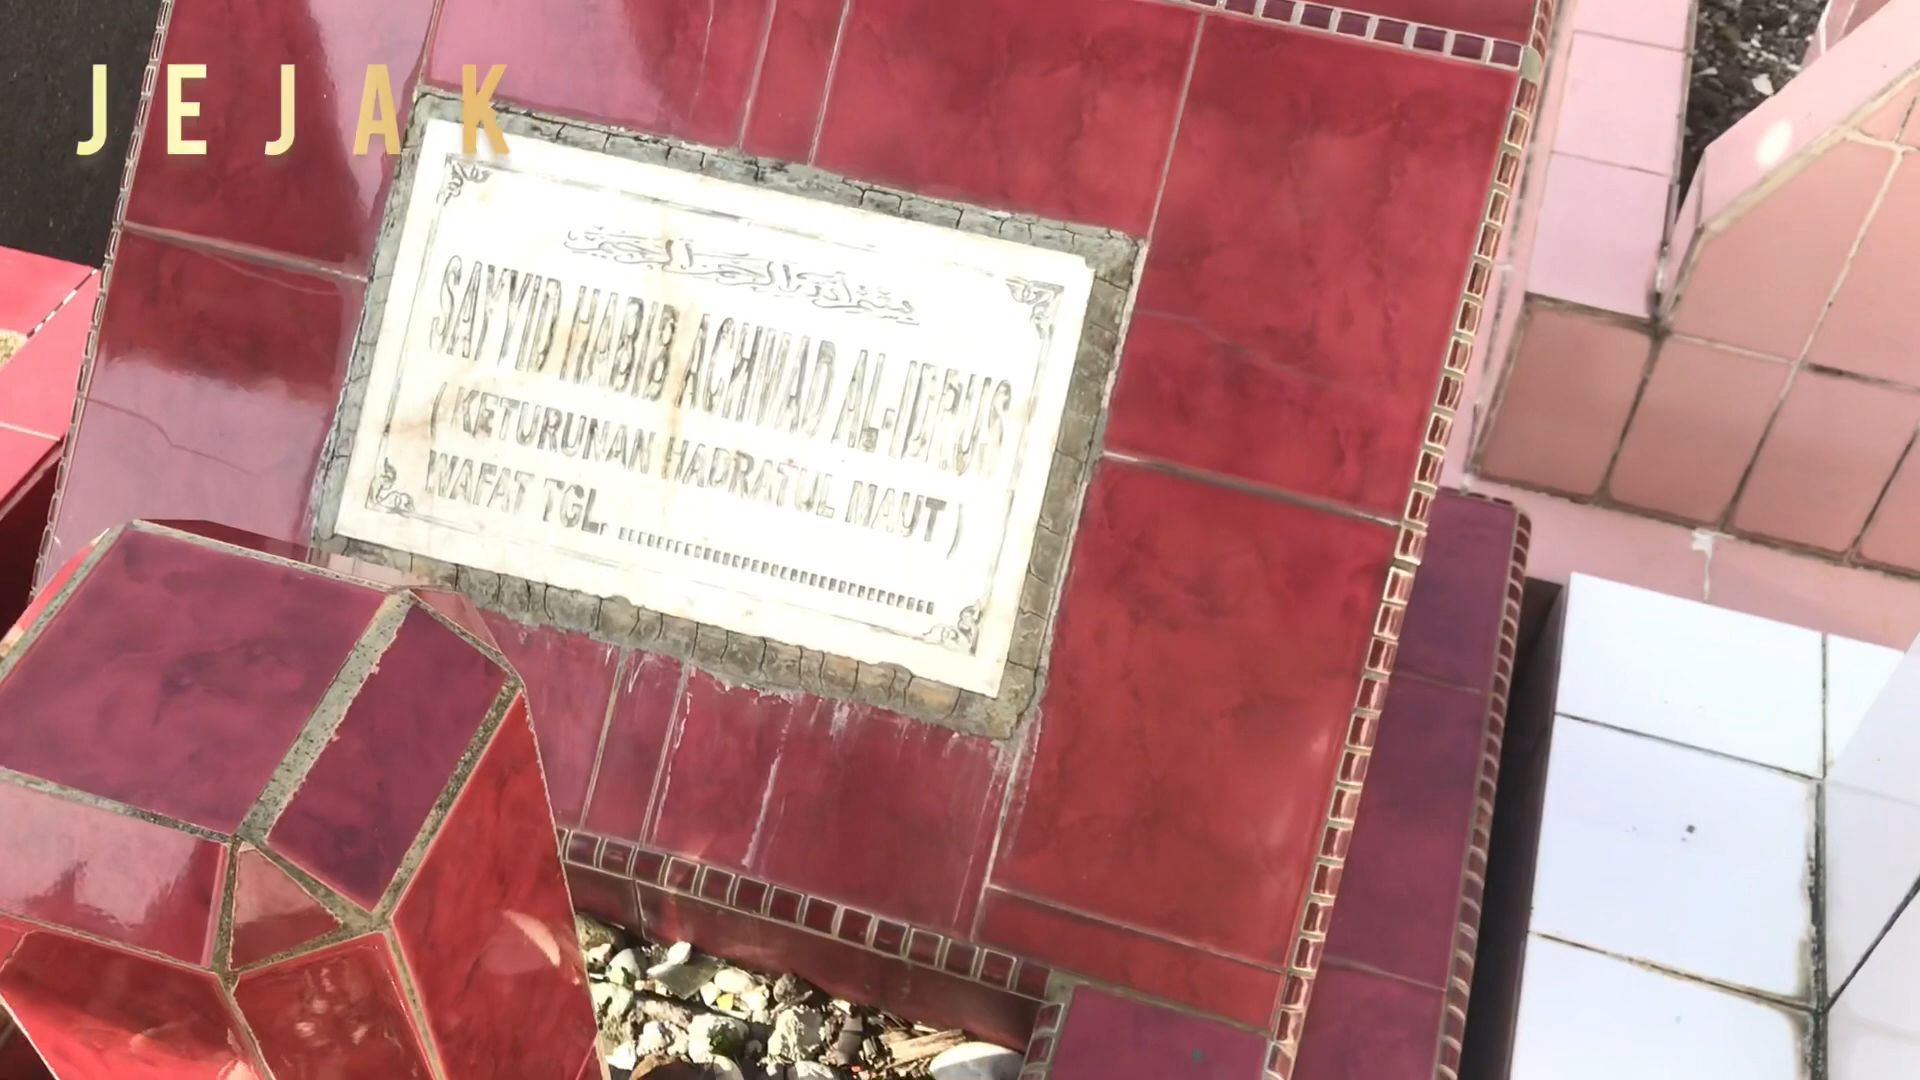 JEJAK
بسم الله الرحمن الرحيم
SAYYID HABIB ACHMAD AL-IDRUS
( KETURUNAN HADRATUL MAUT )
WAFAT TGL. ........................................